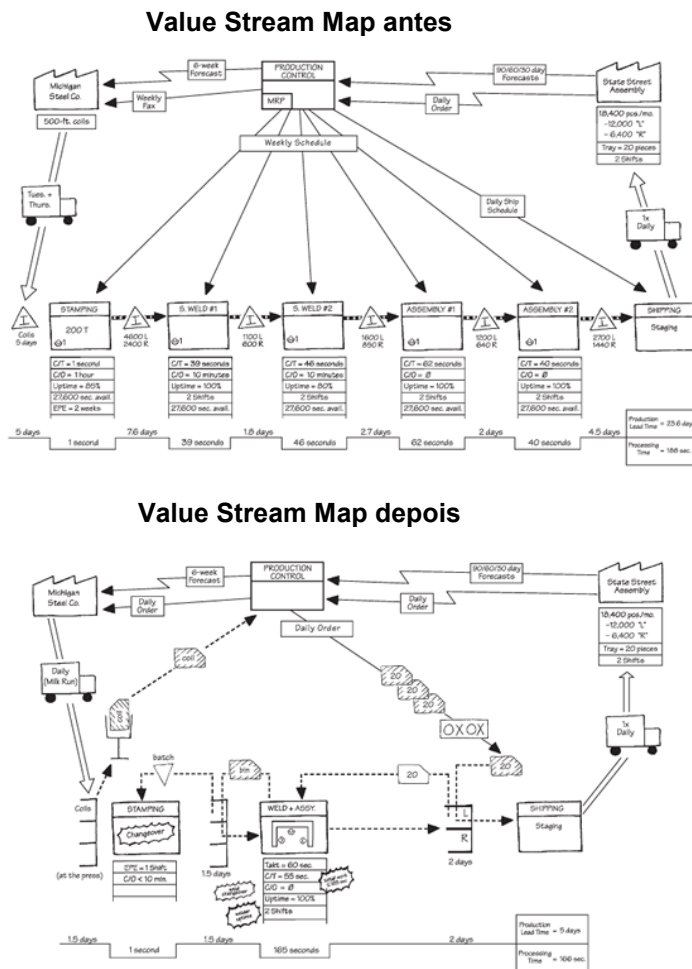 Value Stream Map antes
6-week
Forecast
PRODUCTION
CONTROL
MRP
90/60/30 day
Forecasts
Michigan
Steel Co.
Weekly
Fax
Daily
Order
State Street
Assembly
500-ft. coils
18,400 pcs/mo.
-12,000 "L"
-6,400 "R"
Tray = 20 pieces
2 Shifts
Weekly Schedule
Tues. +
Thurs.
Daily Ship
Schedule
1x
Daily
I
Coils
5 days
STAMPING
200 T
1
I
4600 L
2400 R
S. WELD #1
1
I
1100 L
600 R
S. WELD #2
1
I
1600 L
850 R
ASSEMBLY #1
1
I
1200 L
640 R
ASSEMBLY #2
1
I
2700 L
1440 R
SHIPPING
Staging
C/T = 1 second
C/O = 1 hour
Uptime = 85%
27,600 sec. avail.
EPE = 2 weeks
C/T = 39 seconds
C/O = 10 minutes
Uptime = 100%
2 Shifts
27,600 sec. avail.
C/T = 46 seconds
C/O = 10 minutes
Uptime = 80%
2 Shifts
27,600 sec. avail.
C/T = 62 seconds
C/O = Ø
Uptime = 100%
2 Shifts
27,600 sec. avail.
C/T = 40 seconds
C/O = Ø
Uptime = 100%
2 Shifts
27,600 sec. avail.
5 days
1 second
7.6 days
39 seconds
1.8 days
46 seconds
2.7 days
62 seconds
2 days
40 seconds
4.5 days
Production
Lead Time = 23.6 days
Processing
Time = 188 sec.
Value Stream Map depois
6-week
Forecast
PRODUCTION
CONTROL
90/60/30 day
Forecasts
Michigan
Steel Co.
Daily
Order
Daily
Order
State Street
Assembly
Daily Order
18,400 pcs/mo.
-12,000 "L"
-6,400 "R"
Tray = 20 pieces
2 Shifts
Daily
(Milk Run)
coil
coil
20
20
20
OXOX
20
1x
Daily
batch
bin
20
Coils
(at the press)
STAMPING
Changeover
EPE = 1 Shift
C/O < 10 min.
1.5 days
WELD + ASSY.
Takt = 60 sec.
C/T = 55 sec.
C/O = Ø
Uptime = 100%
2 Shifts
weld
changeover
welder
uptime
L
R
2 days
SHIPPING
Staging
1.5 days
1 second
1.5 days
165 seconds
2 days
Production
Lead Time = 5 days
Processing
Time = 166 sec.